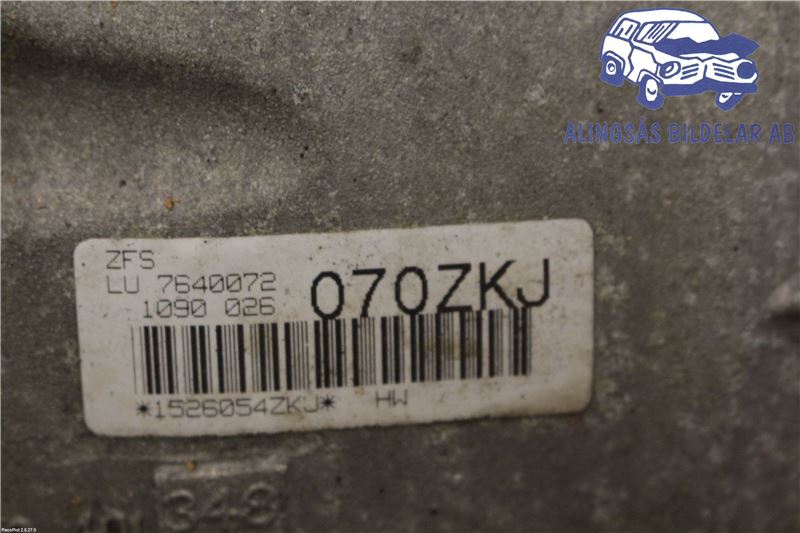 ALINGSÅS BILDELAR AB
ZFS
LU 7640072
1090 026
070ZKJ
*1526054ZKJ* HW
348